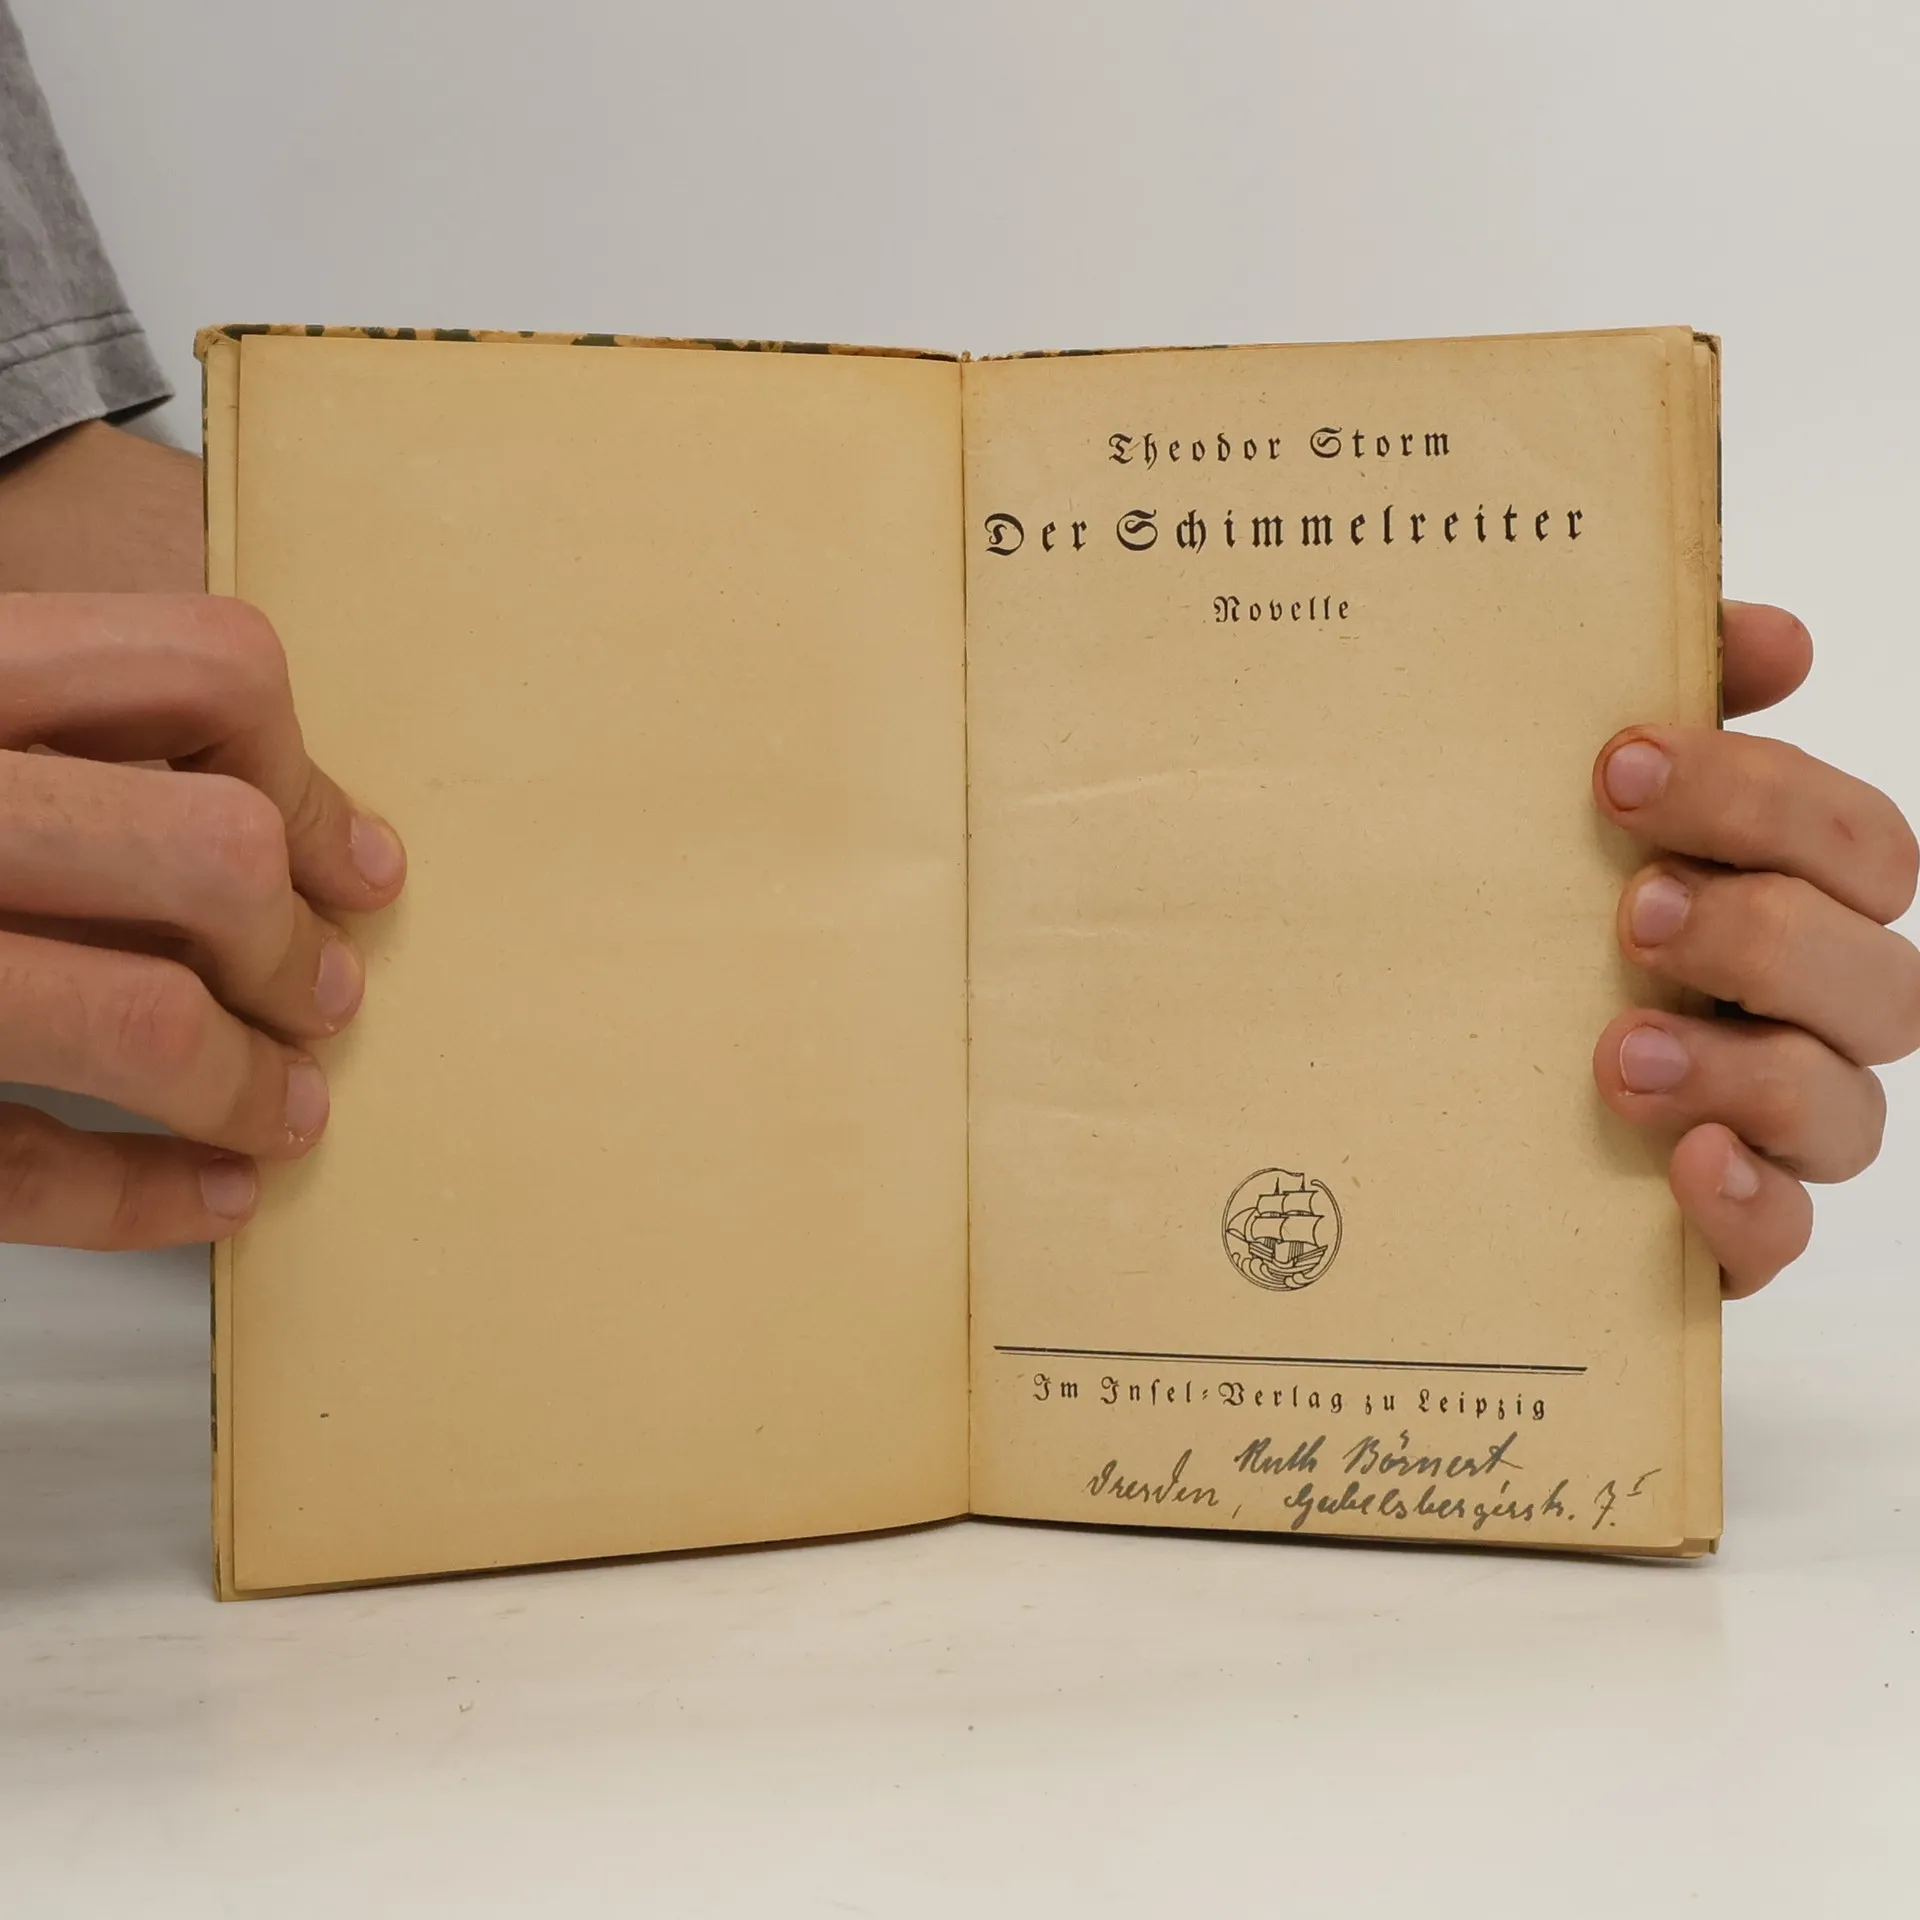 Theodor Storm
Der Schimmelreiter
Novelle
Im Insel-Verlag zu Leipzig
Ruth Börnert
Dresden, Gabelsbergerstr. 7. I